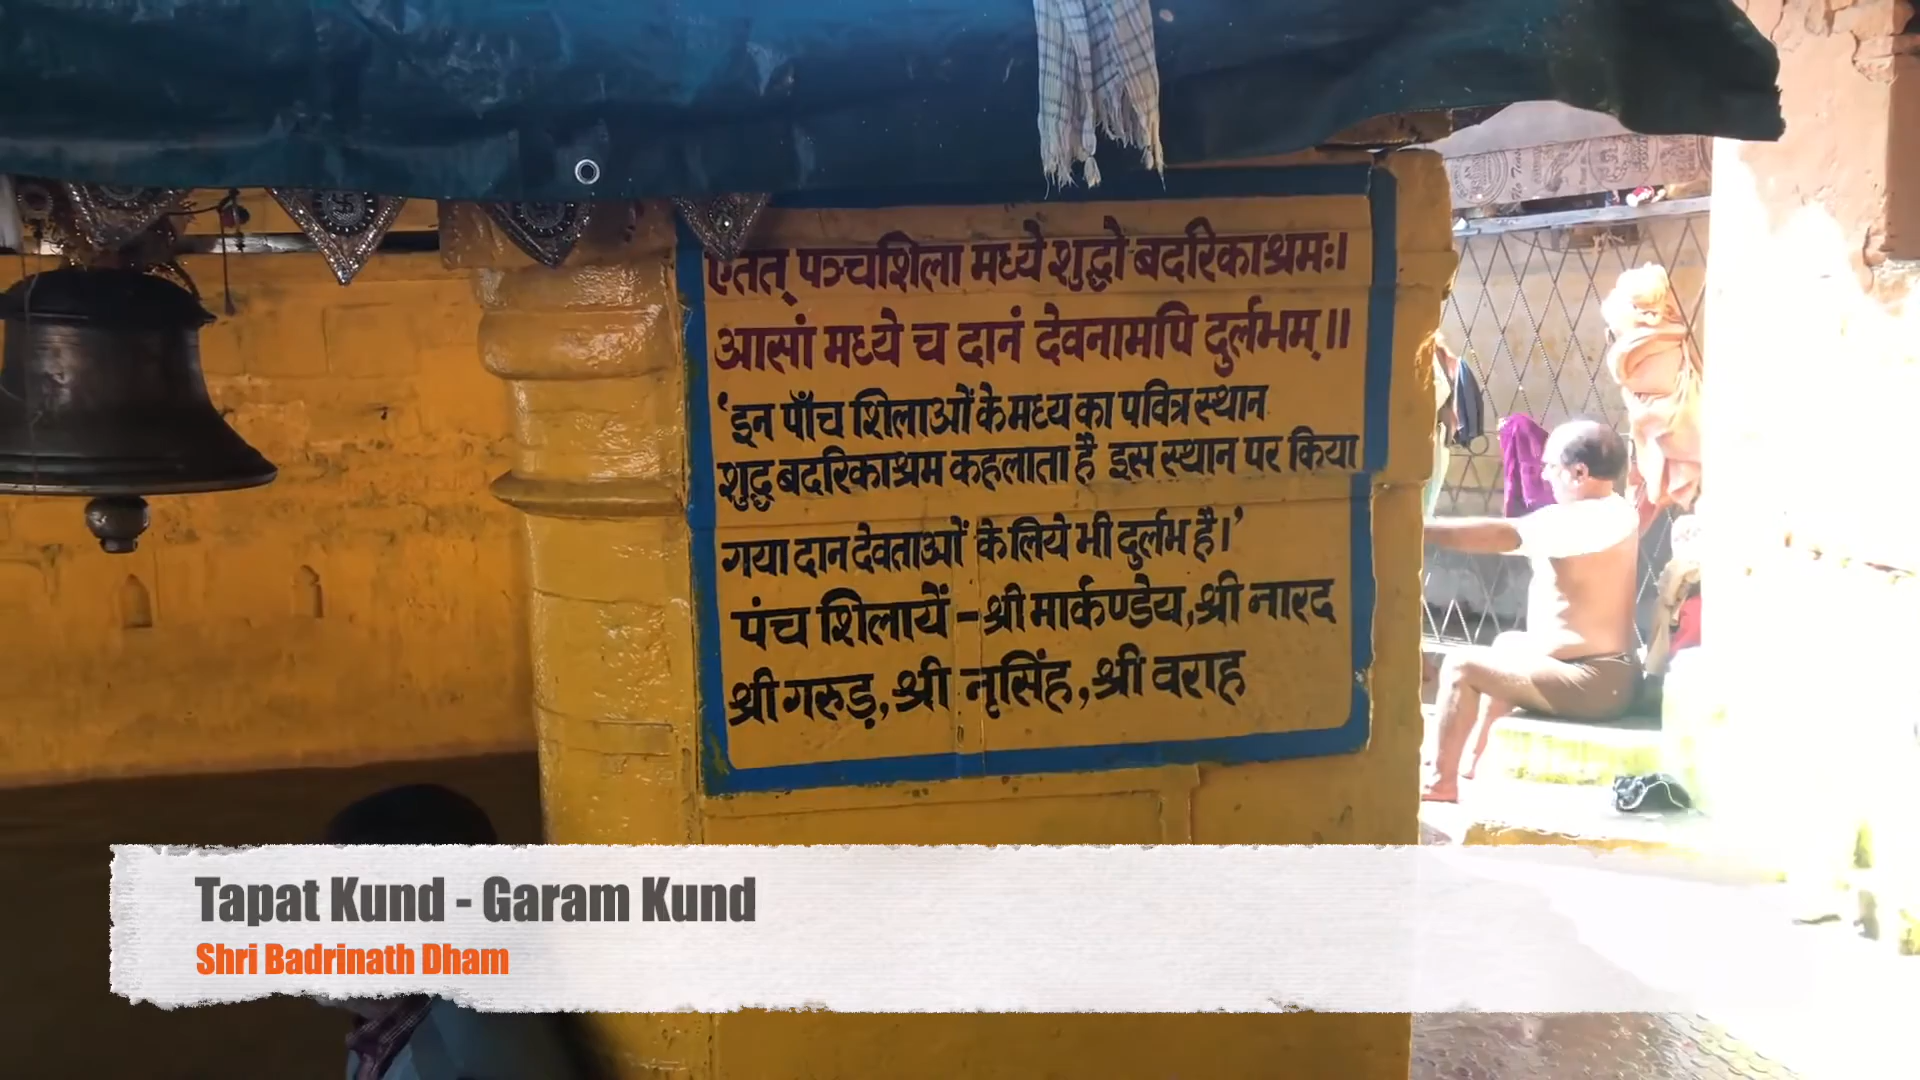 एतत् पञ्चशिला मध्ये शुद्धो बदरिकाश्रमः।
आसां मध्ये च दानं देवनामपि दुर्लभम्॥
‘इन पाँच शिलाओं के मध्य का पवित्र स्थान
शुद्ध बदरिकाश्रम कहलाता है इस स्थान पर किया
गया दान देवताओं के लिये भी दुर्लभ है।’
पंच शिलायें – श्री मार्कण्डेय, श्री नारद
श्री गरुड़, श्री नृसिंह, श्री वराह
Tapat Kund - Garam Kund
Shri Badrinath Dham